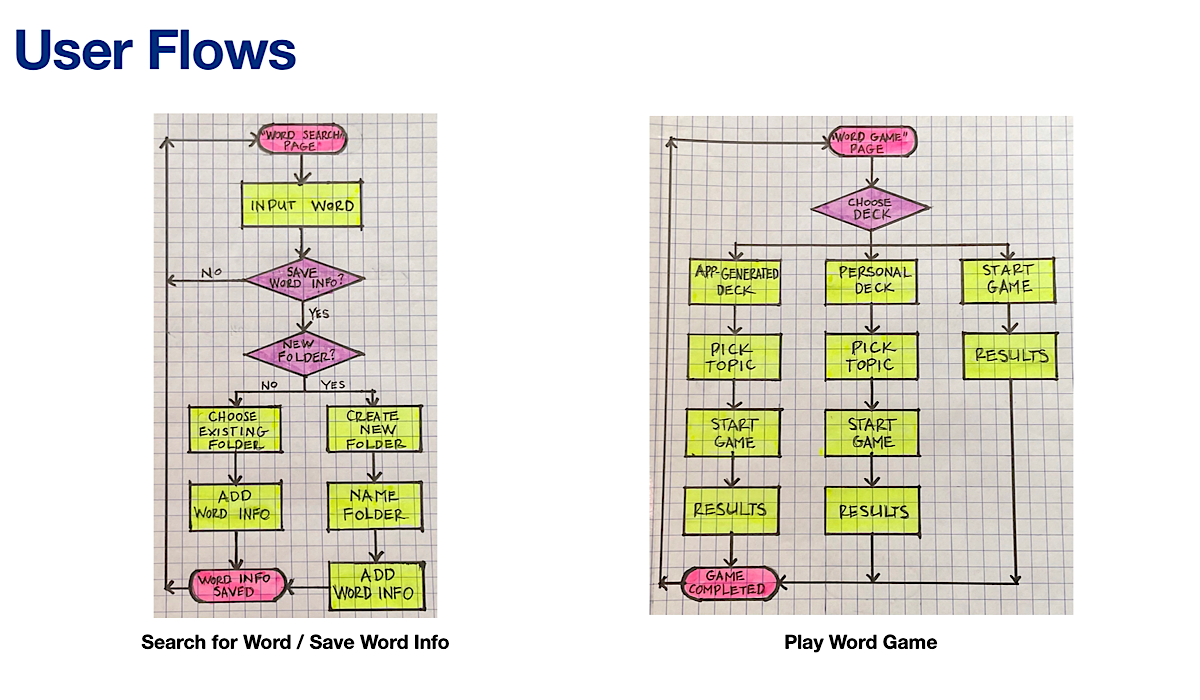 User Flows
"WORD SEARCH"
PAGE
INPUT WORD
SAVE
WORD INFO?
NO
YES
NEW
FOLDER?
NO
YES
CHOOSE
EXISTING
FOLDER
CREATE
NEW
FOLDER
ADD
WORD INFO
NAME
FOLDER
WORD INFO
SAVED
ADD
WORD INFO
Search for Word / Save Word Info
"WORD GAME"
PAGE
CHOOSE
DECK
APP-GENERATED
DECK
PERSONAL
DECK
START
GAME
PICK
TOPIC
PICK
TOPIC
RESULTS
START
GAME
START
GAME
RESULTS
RESULTS
GAME
COMPLETED
Play Word Game